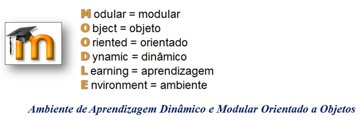 m
Modular = modular
Object = objeto
Oriented = orientado
Dynamic = dinâmico
Learning = aprendizagem
Environment = ambiente
Ambiente de Aprendizagem Dinâmico e Modular Orientado a Objetos